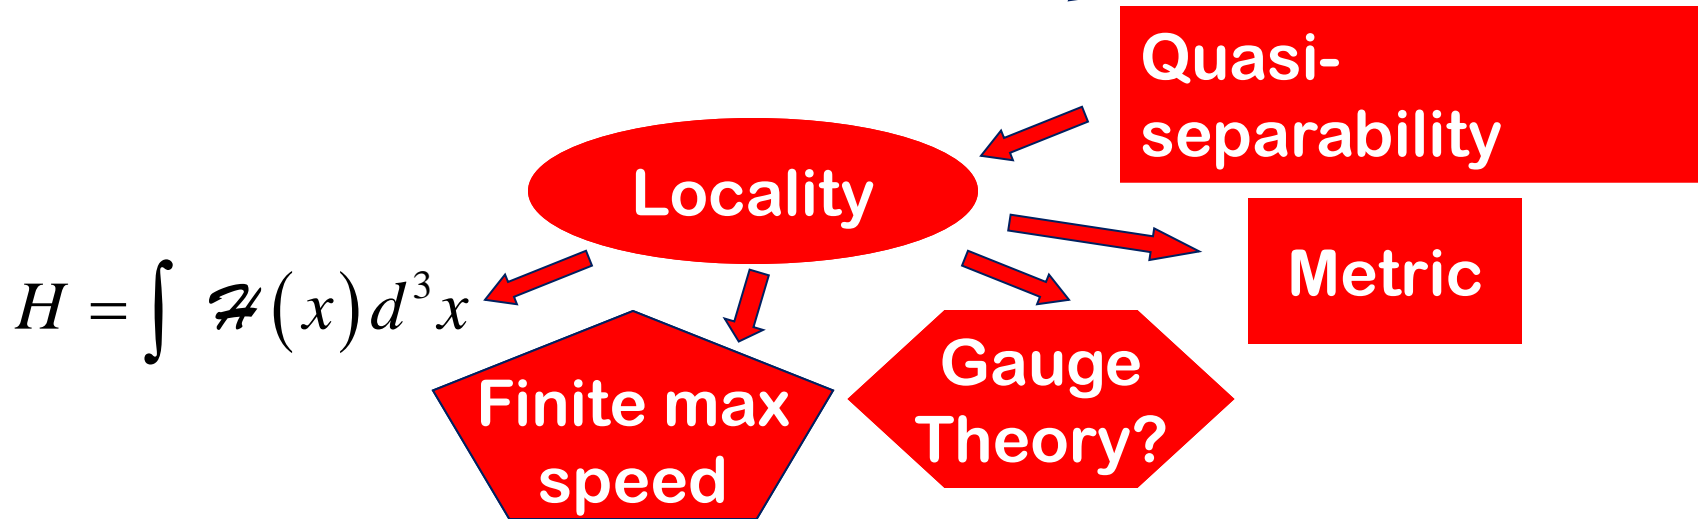 Quasi-
separability
Locality
Metric
H = ∫ ℋ(x)d³x
Gauge
Theory?
Finite max
speed